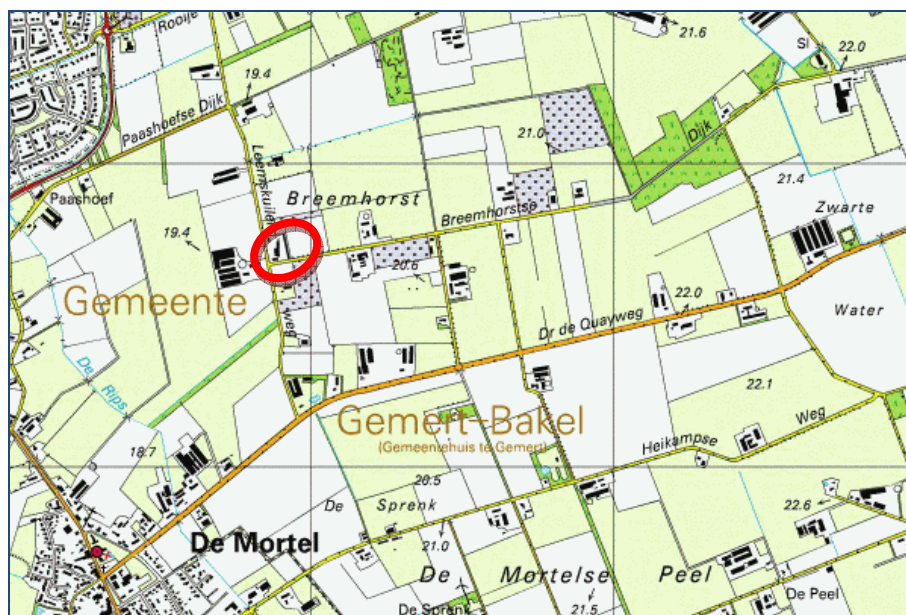 Rooije
21.6
Sl
22.0
19.4
Paashoefse Dijk
21.0
Dijk
Leermskuilen
Paashoef
Breemhorst
Breemhorstse
21.4
Zwarte
19.4
20.6
Gemeente
weg
22.0
Dr de Quayweg
Water
De Rips
22.1
Gemert-Bakel
(Gemeentehuis te Gemert)
Weg
Heikampse
18.7
20.5
De Sprenk
22.6
De Mortel
21.0
De Mortelse Peel
De Peel
De Sprenk
21.5